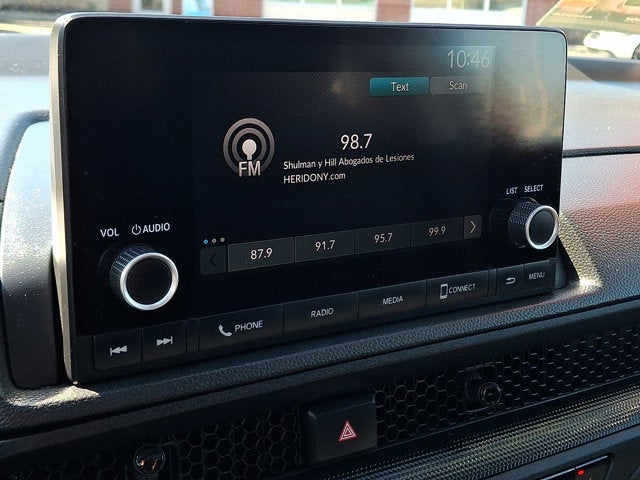 10:46
Text Scan
98.7
FM
Shulman y Hill Abogados de Lesiones
HERIDONY.com
LIST SELECT
VOL AUDIO
87.9 91.7 95.7 99.9
PHONE RADIO MEDIA CONNECT MENU